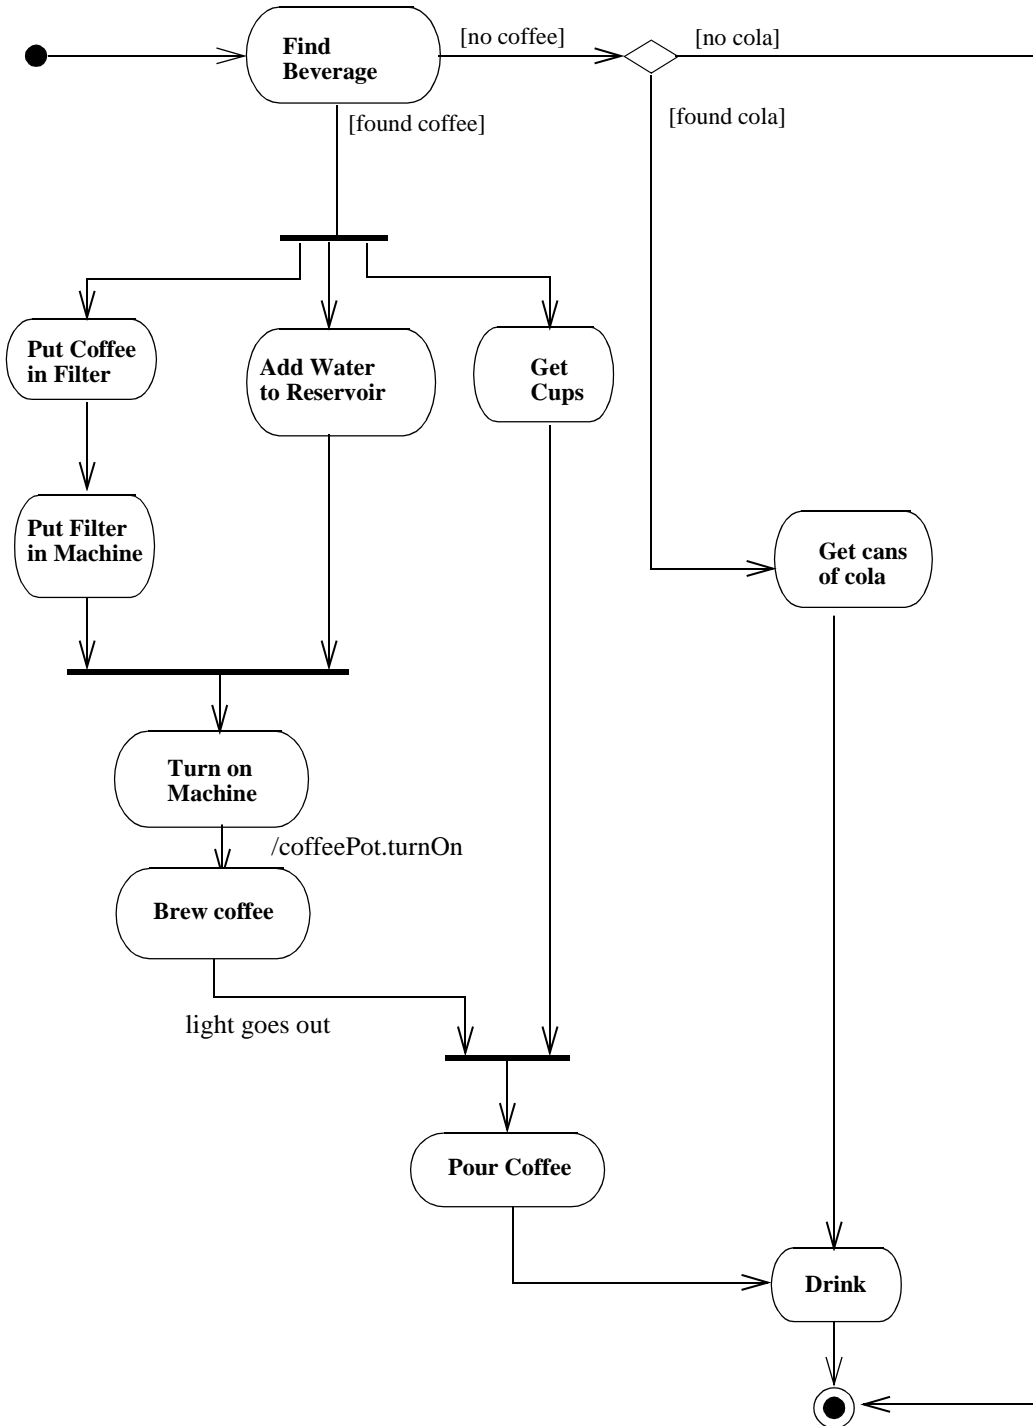 Find
Beverage
[no coffee]
[no cola]
[found coffee]
[found cola]
Put Coffee
in Filter
Add Water
to Reservoir
Get
Cups
Put Filter
in Machine
Get cans
of cola
Turn on
Machine
/coffeePot.turnOn
Brew coffee
light goes out
Pour Coffee
Drink